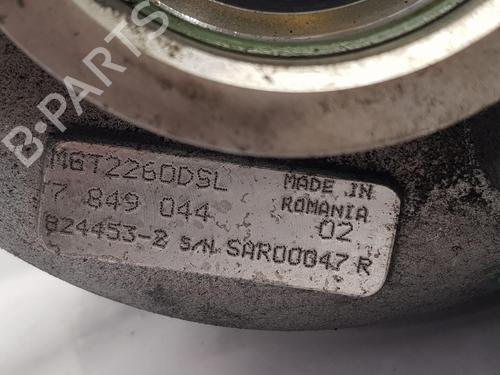 B-PARTS
MGT2260DSL
MADE IN
7 849 044
ROMANIA
02
824453-2 S/N SAR00047 R